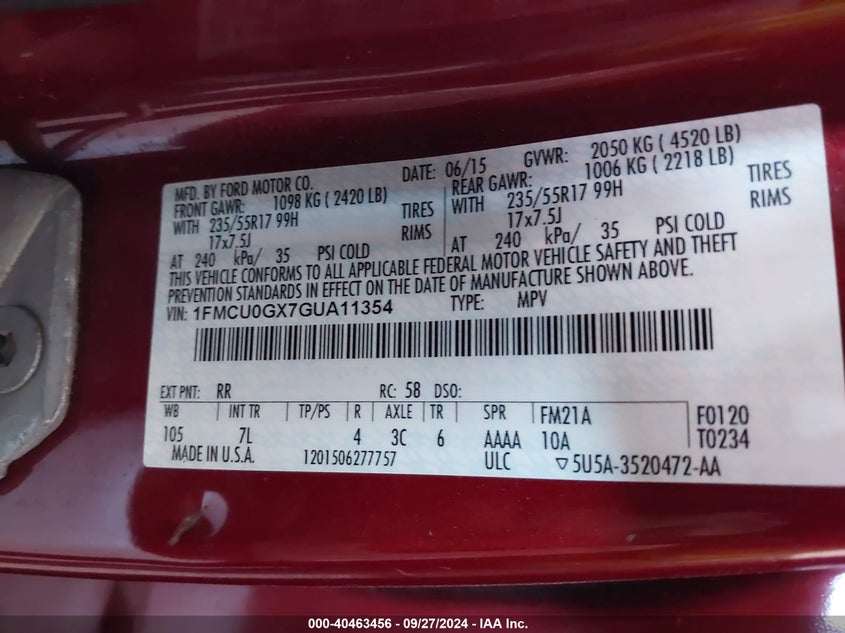 MFD. BY FORD MOTOR CO. DATE: 06/15 GVWR: 2050 KG ( 4520 LB)
FRONT GAWR: 1098 KG ( 2420 LB) REAR GAWR: 1006 KG ( 2218 LB)
WITH 235/55R17 99H TIRES WITH 235/55R17 99H TIRES
17x7.5J RIMS 17x7.5J RIMS
AT 240 kPa/ 35 PSI COLD AT 240 kPa/ 35 PSI COLD
THIS VEHICLE CONFORMS TO ALL APPLICABLE FEDERAL MOTOR VEHICLE SAFETY AND THEFT
PREVENTION STANDARDS IN EFFECT ON THE DATE OF MANUFACTURE SHOWN ABOVE.
VIN: 1FMCU0GX7GUA11354 TYPE: MPV
EXT PNT: RR RC: 58 DSO:
WB INT TR TP/PS R AXLE TR SPR FM21A F0120
105 7L 4 3C 6 AAAA 10A T0234
MADE IN U.S.A. 1201506277757 ULC ▽5U5A-3520472-AA
000-40463456 - 09/27/2024 - IAA Inc.